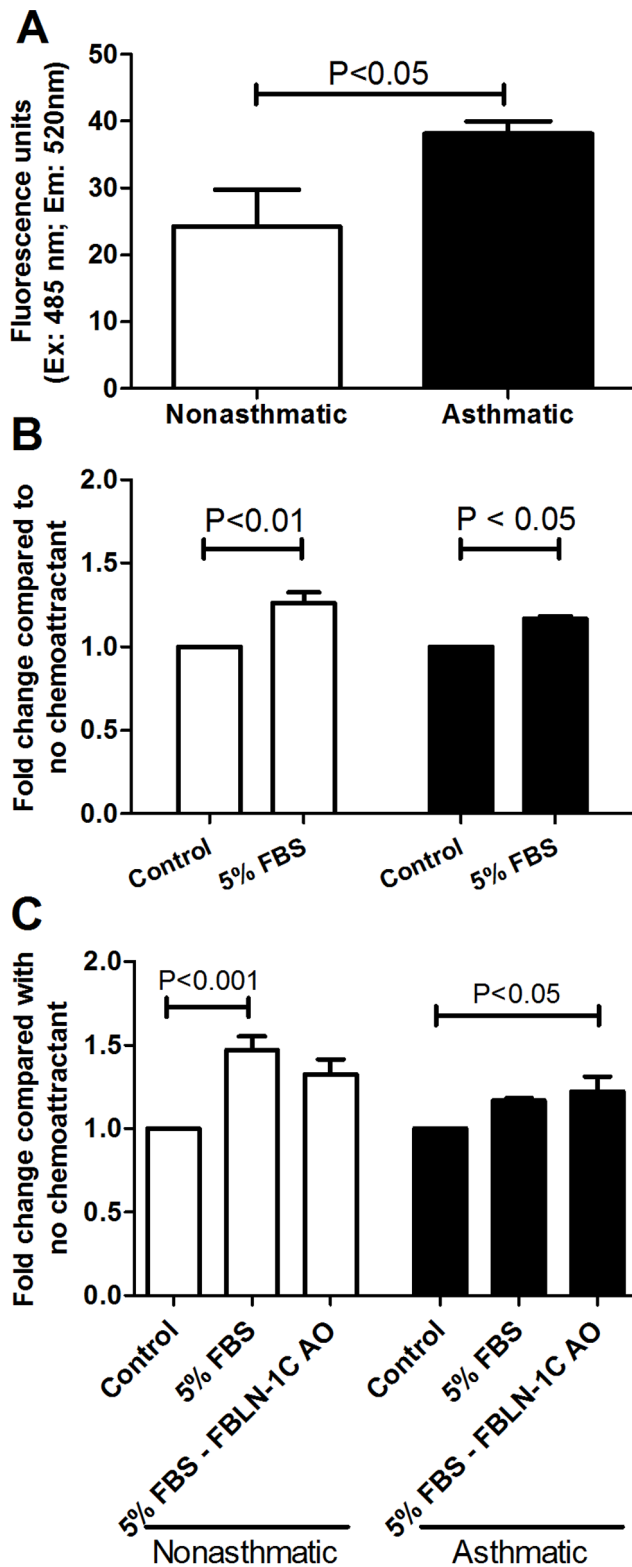 A
Fluorescence units
(Ex: 485 nm; Em: 520nm)
50
40
30
20
10
0
P<0.05
Nonasthmatic
Asthmatic
B
Fold change compared to
no chemoattractant
2.0
1.5
1.0
0.5
0.0
P<0.01
P < 0.05
Control
5% FBS
Control
5% FBS
C
Fold change compared with
no chemoattractant
2.0
1.5
1.0
0.5
0.0
P<0.001
P<0.05
Control
5% FBS
5% FBS - FBLN-1C AO
Control
5% FBS
5% FBS - FBLN-1C AO
Nonasthmatic
Asthmatic